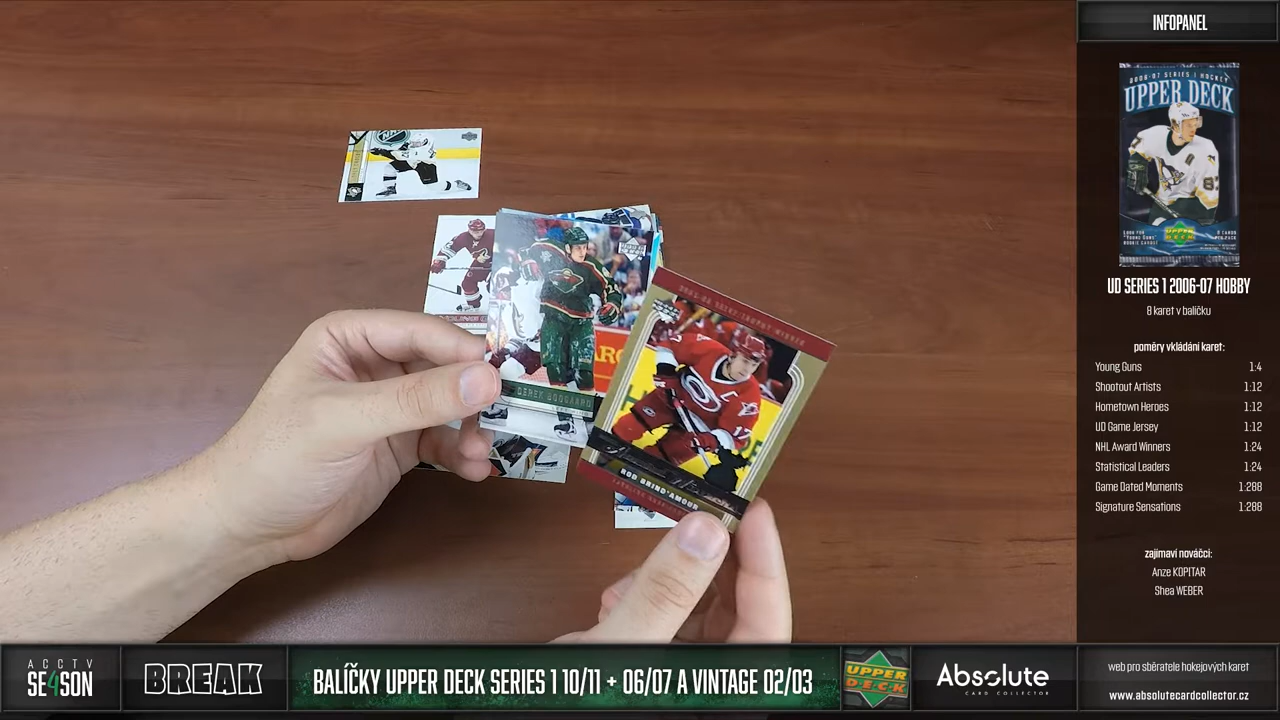 INFOPANEL
2006-07 SERIES 1 HOCKEY
UPPER DECK
UPPER
DECK
UD SERIES 1 2006-07 HOBBY
8 karet v balíčku
poměry vkládání karet:
Young Guns 1:4
Shootout Artists 1:12
Hometown Heroes 1:12
UD Game Jersey 1:12
NHL Award Winners 1:24
Statistical Leaders 1:24
Game Dated Moments 1:288
Signature Sensations 1:288
zajímaví nováčci:
Anze KOPITAR
Shea WEBER
DEREK BOOGAARD
ROD BRIND'AMOUR
ACCTV
SE4SON
BREAK
BALÍČKY UPPER DECK SERIES 1 10/11 + 06/07 A VINTAGE 02/03
UPPER
DECK
Absolute
CARD COLLECTOR
web pro sběratele hokejových karet
www.absolutecardcollector.cz